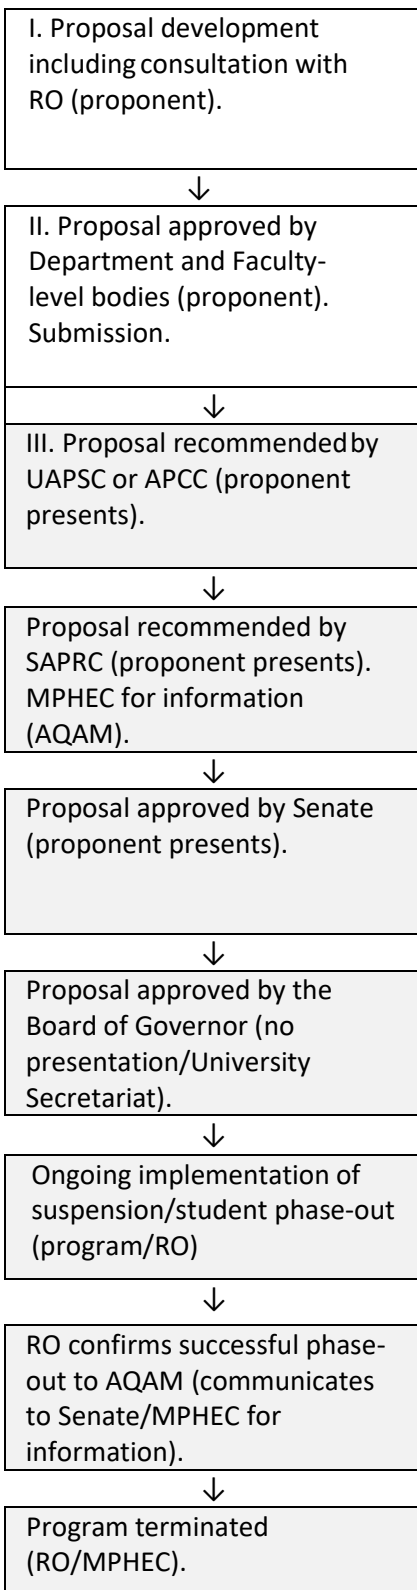 I. Proposal development
including consultation with
RO (proponent).
↓
II. Proposal approved by
Department and Faculty-
level bodies (proponent).
Submission.
↓
III. Proposal recommended by
UAPSC or APCC (proponent
presents).
↓
Proposal recommended by
SAPRC (proponent presents).
MPHEC for information
(AQAM).
↓
Proposal approved by Senate
(proponent presents).
↓
Proposal approved by the
Board of Governor (no
presentation/University
Secretariat).
↓
Ongoing implementation of
suspension/student phase-out
(program/RO)
↓
RO confirms successful phase-
out to AQAM (communicates
to Senate/MPHEC for
information).
↓
Program terminated
(RO/MPHEC).